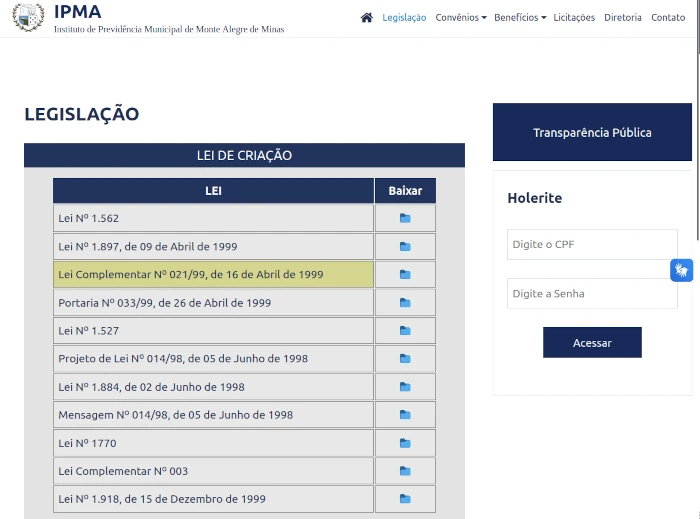 IPMA
Instituto de Previdência Municipal de Monte Alegre de Minas
Legislação Convênios Benefícios Licitações Diretoria Contato
LEGISLAÇÃO
LEI DE CRIAÇÃO
LEI Baixar
Lei Nº 1.562
Lei Nº 1.897, de 09 de Abril de 1999
Lei Complementar Nº 021/99, de 16 de Abril de 1999
Portaria Nº 033/99, de 26 de Abril de 1999
Lei Nº 1.527
Projeto de Lei Nº 014/98, de 05 de Junho de 1998
Lei Nº 1.884, de 02 de Junho de 1998
Mensagem Nº 014/98, de 05 de Junho de 1998
Lei Nº 1770
Lei Complementar Nº 003
Lei Nº 1.918, de 15 de Dezembro de 1999
Transparência Pública
Holerite
Digite o CPF
Digite a Senha
Acessar